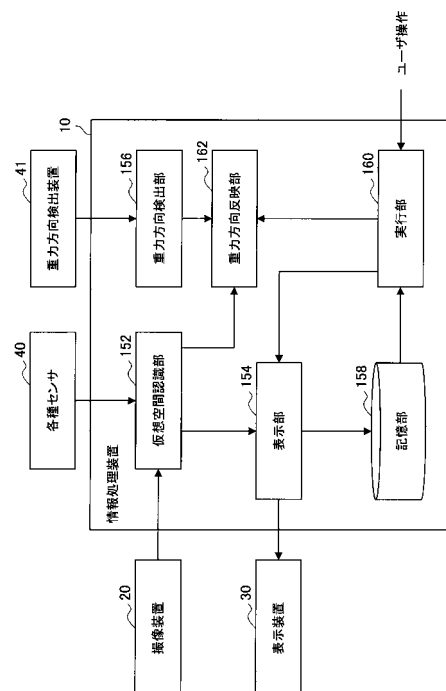 撮像装置
20
表示装置
30
情報処理装置
10
各種センサ
40
重力方向検出装置
41
仮想空間認識部
152
重力方向検出部
156
重力方向反映部
162
表示部
154
記憶部
158
実行部
160
ユーザ操作